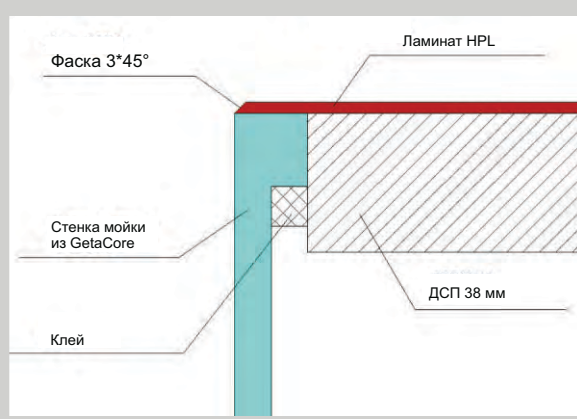 Ламинат HPL
Фаска 3*45°
Стенка мойки
из GetaCore
ДСП 38 мм
Клей